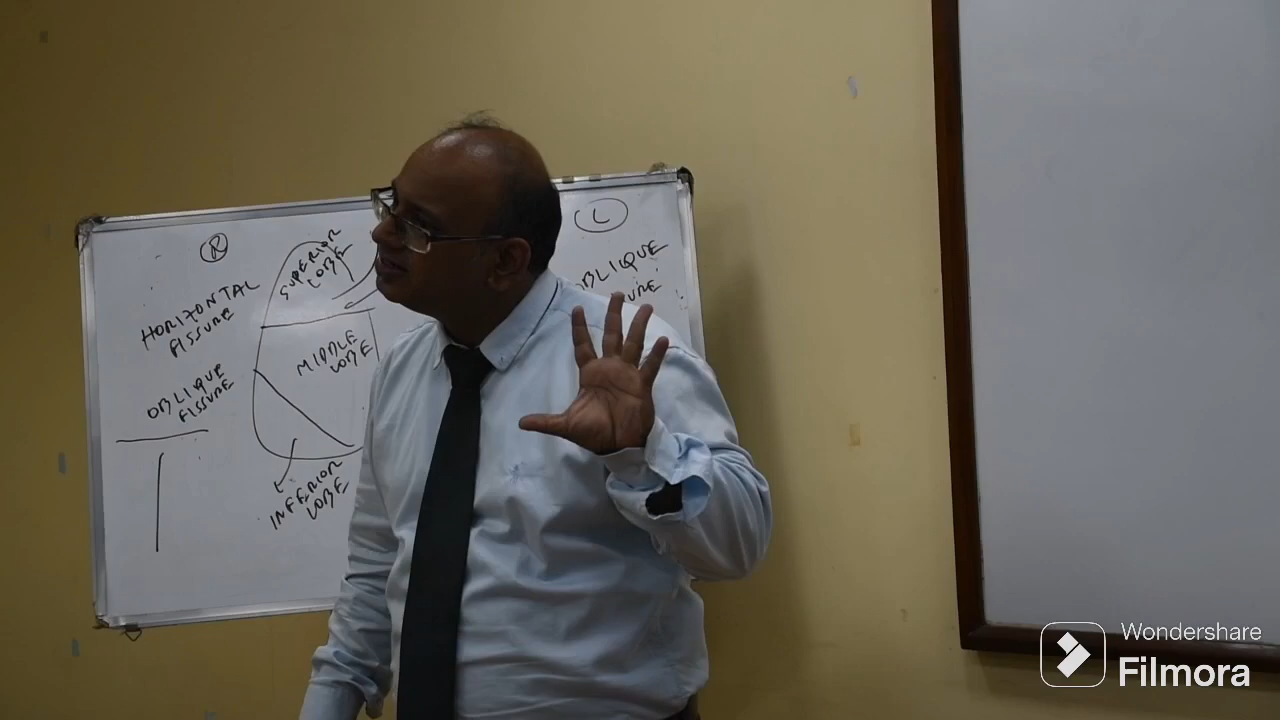 R
HORIZONTAL
FISSURE
OBLIQUE
FISSURE
SUPERIOR
LOBE
MIDDLE
LOBE
INFERIOR
LOBE
L
OBLIQUE
Wondershare
Filmora